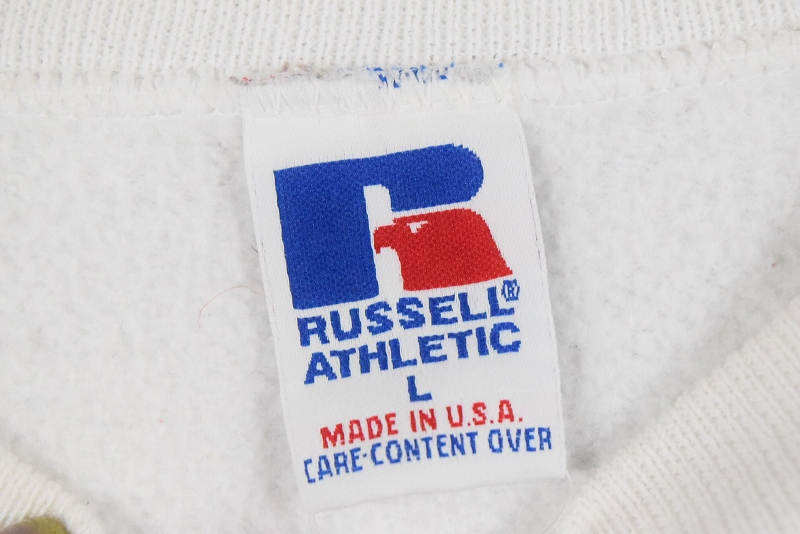 RUSSELL®
ATHLETIC
L
MADE IN U.S.A.
CARE-CONTENT OVER